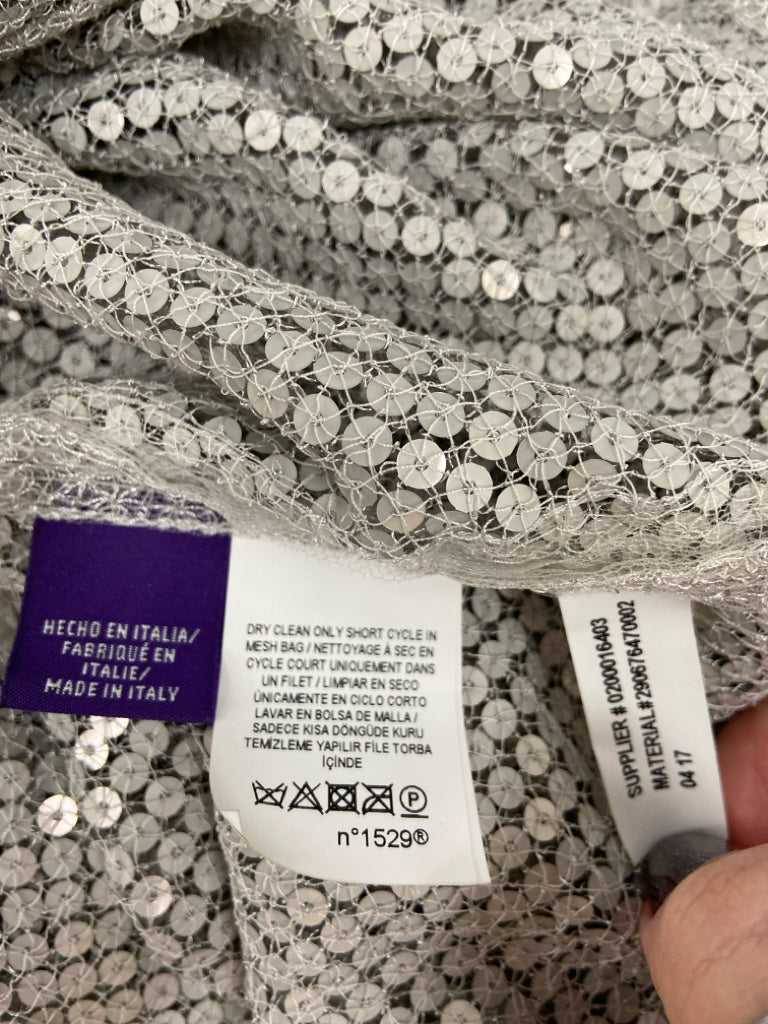 HECHO EN ITALIA/
FABRIQUÉ EN
ITALIE/
MADE IN ITALY
DRY CLEAN ONLY SHORT CYCLE IN
MESH BAG / NETTOYAGE À SEC EN
CYCLE COURT UNIQUEMENT DANS
UN FILET / LIMPIAR EN SECO
ÚNICAMENTE EN CICLO CORTO
LAVAR EN BOLSA DE MALLA /
SADECE KISA DÖNGÜDE KURU
TEMİZLEME YAPILIR FİLE TORBA
İÇİNDE
P
n°1529®
SUPPLIER # 0200016403
MATERIAL#290676470002
04 17